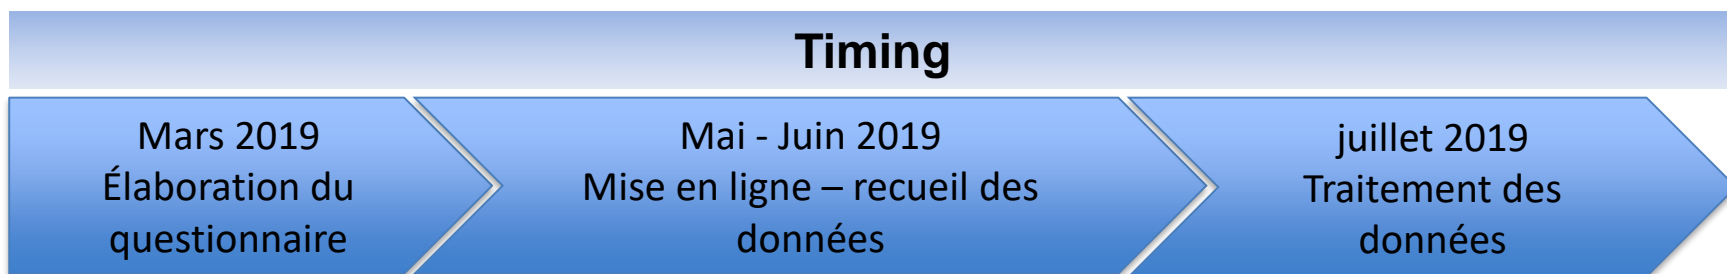 Timing
Mars 2019
Élaboration du
questionnaire
Mai - Juin 2019
Mise en ligne – recueil des
données
juillet 2019
Traitement des
données